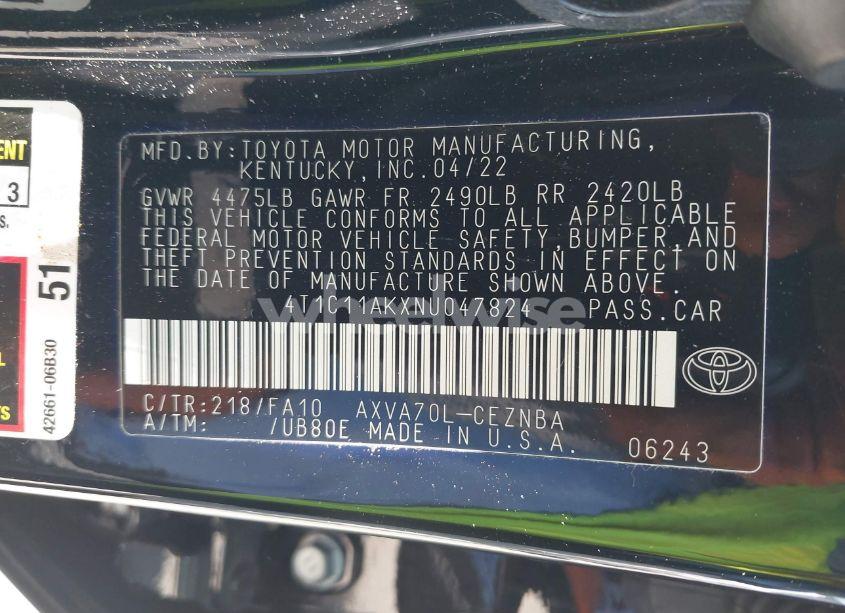 ENT
3
S.
51
42661-06B30
L
TS
MFD.BY:TOYOTA MOTOR MANUFACTURING,
KENTUCKY,INC.04/22
GVWR 4475LB GAWR FR 2490LB RR 2420LB
THIS VEHICLE CONFORMS TO ALL APPLICABLE
FEDERAL MOTOR VEHICLE SAFETY,BUMPER,AND
THEFT PREVENTION STANDARDS IN EFFECT ON
THE DATE OF MANUFACTURE SHOWN ABOVE.
PASS.CAR
wheelwise
C/TR:218/FA10 AXVA70L-CEZNBA
A/TM: /UB80E MADE IN U.S.A.
06243